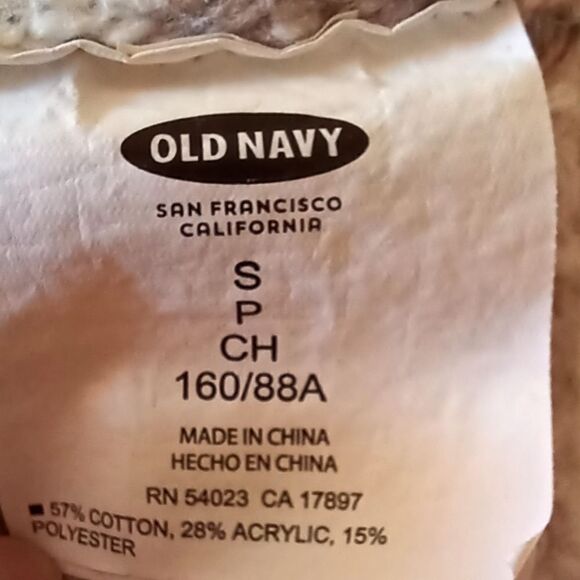 OLD NAVY
SAN FRANCISCO
CALIFORNIA
S
P
CH
160/88A
MADE IN CHINA
HECHO EN CHINA
RN 54023 CA 17897
57% COTTON, 28% ACRYLIC, 15%
POLYESTER